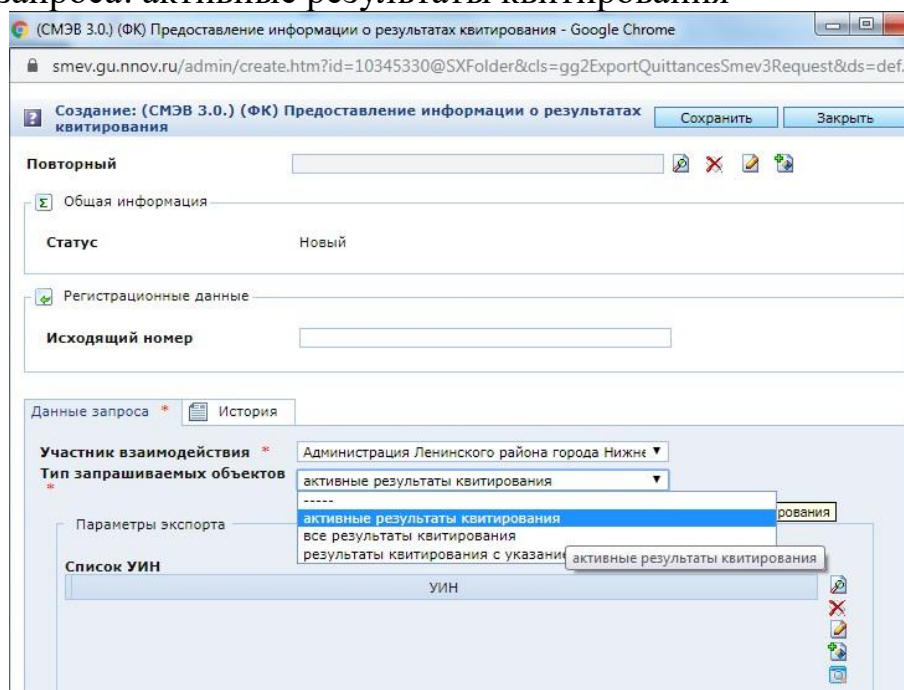 запроса: активные результаты квитирования
(СМЭВ 3.0.) (ФК) Предоставление информации о результатах квитирования - Google Chrome
smev.gu.nnov.ru/admin/create.htm?id=10345330@SXFolder&cls=gg2ExportQuittancesSmev3Request&ds=def.
Создание: (СМЭВ 3.0.) (ФК) Предоставление информации о результатах
квитирования
Сохранить
Закрыть
Повторный
Общая информация
Статус Новый
Регистрационные данные
Исходящий номер
Данные запроса * История
Участник взаимодействия * Администрация Ленинского района города Нижне
Тип запрашиваемых объектов
* активные результаты квитирования
-----
активные результаты квитирования
все результаты квитирования
результаты квитирования с указание
рования
активные результаты квитирования
Параметры экспорта
Список УИН
УИН